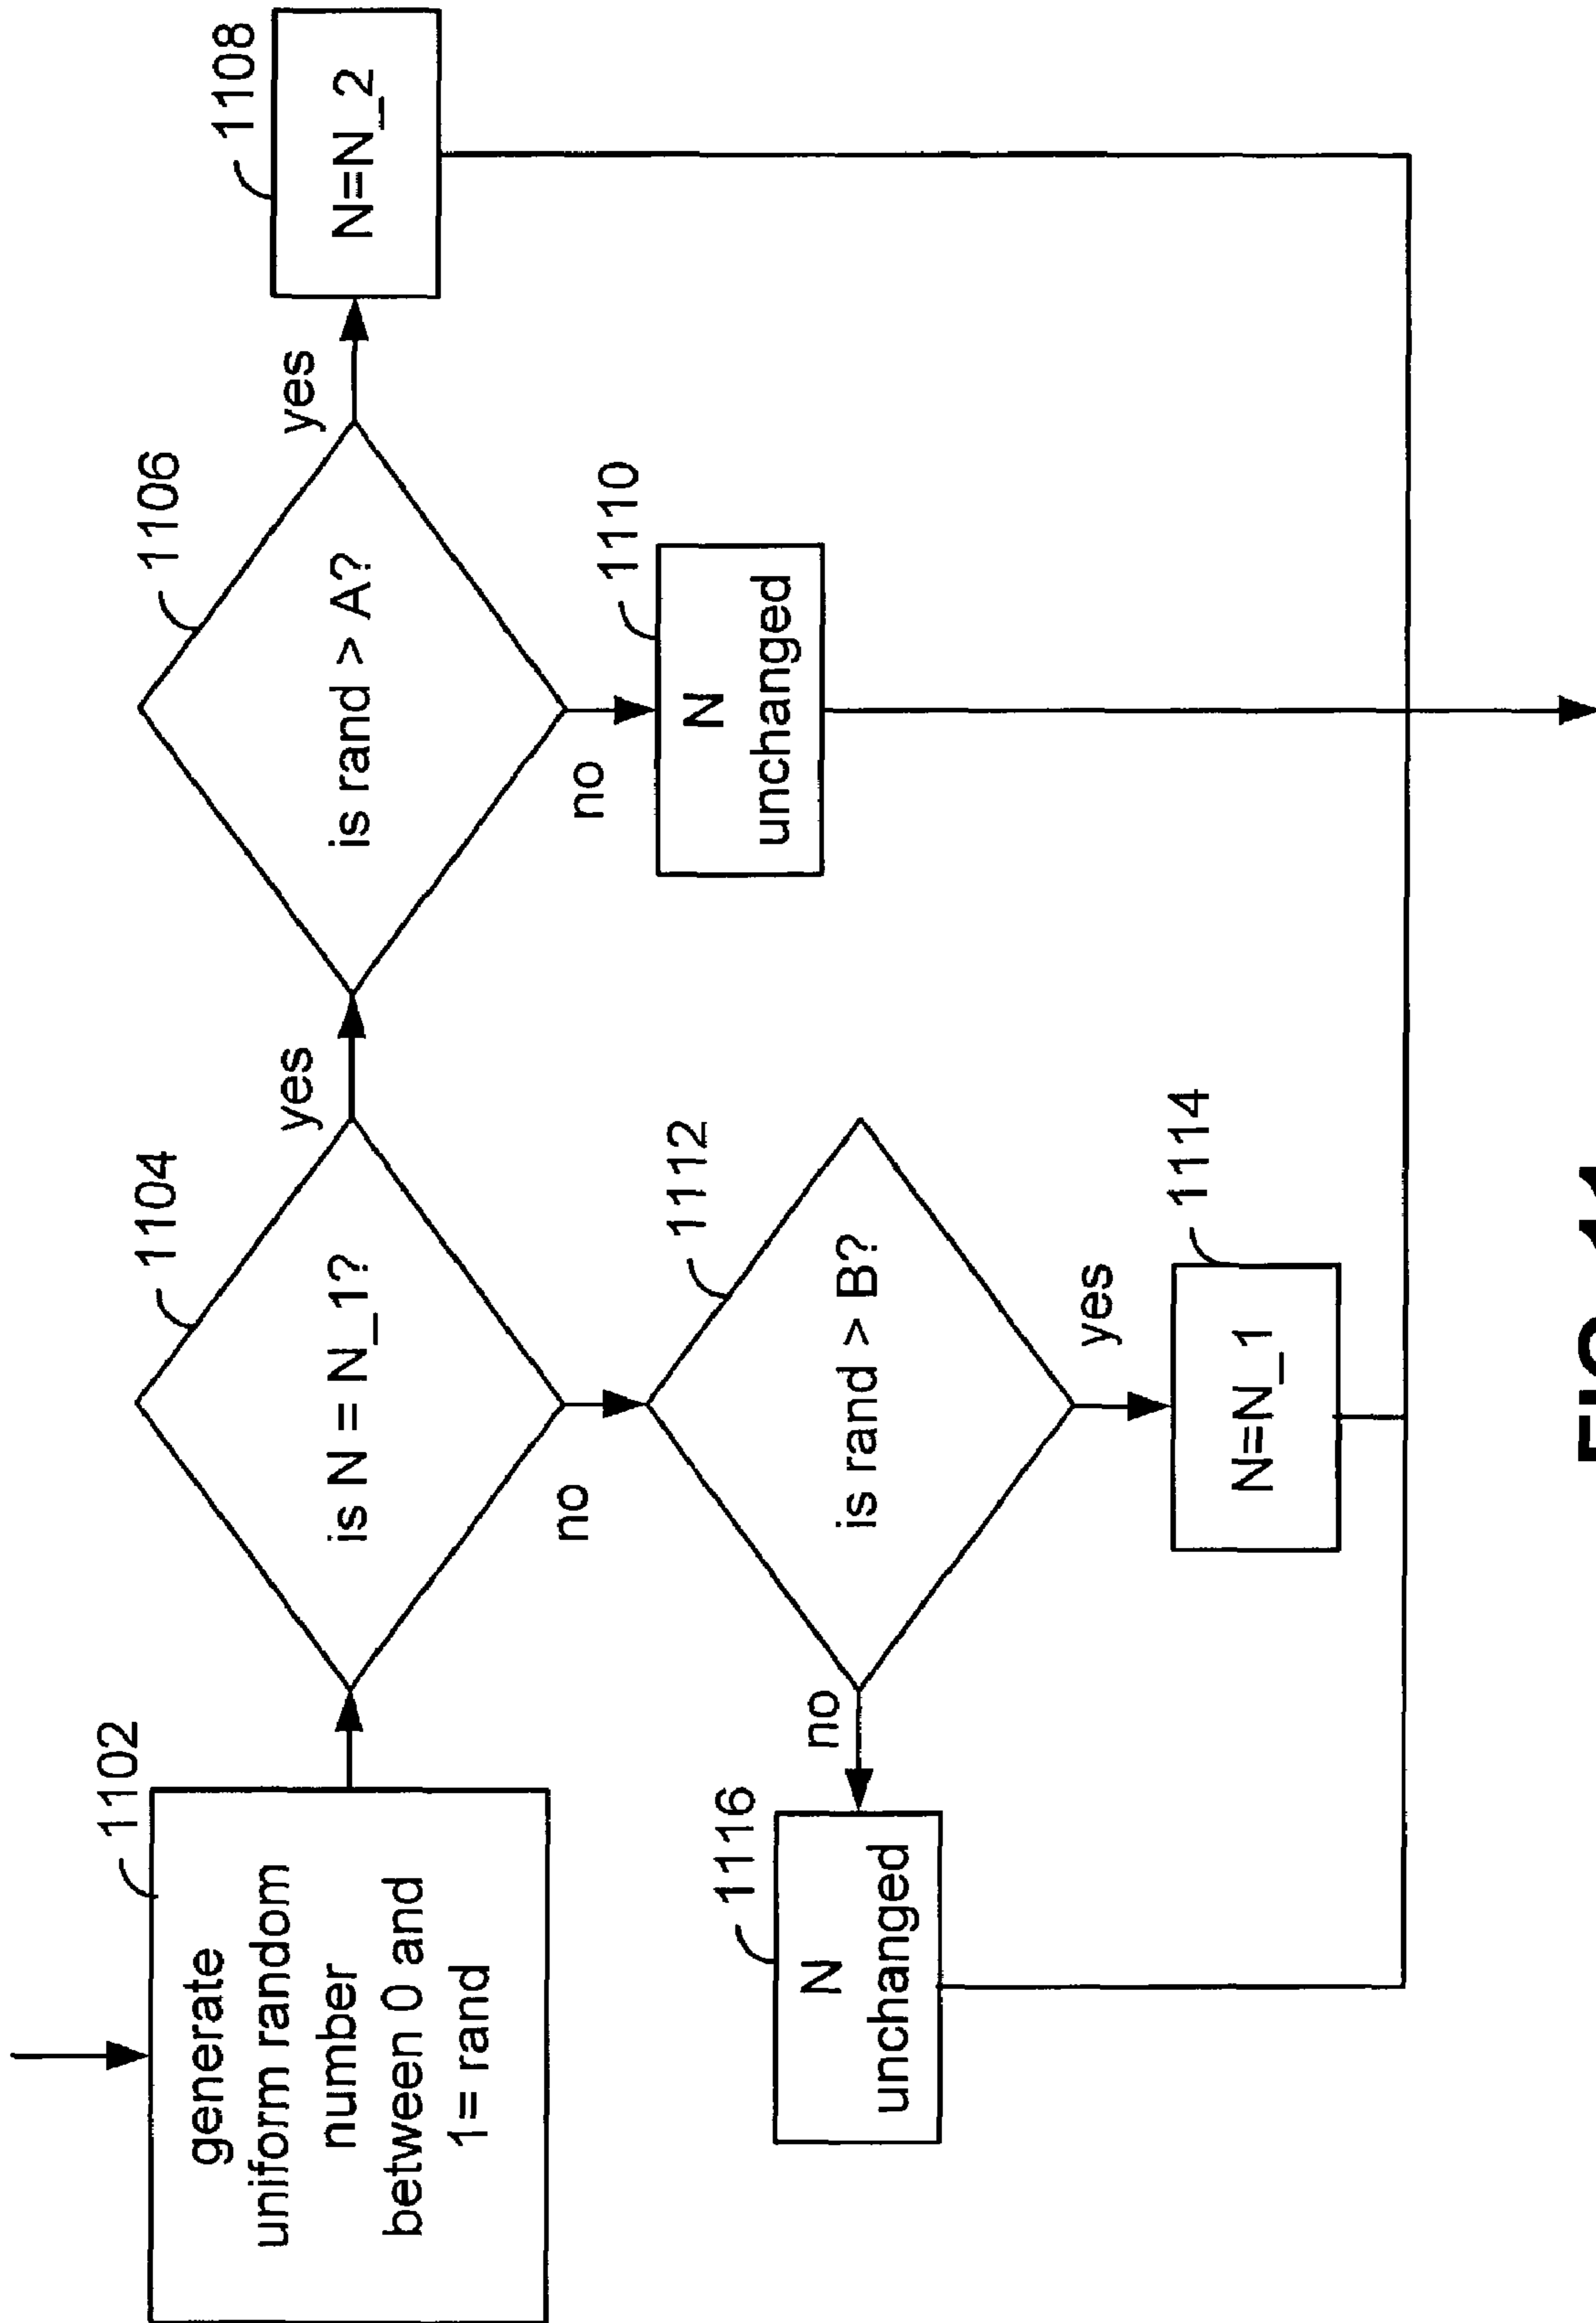 1102
generate
uniform random
number
between 0 and
1= rand
1104
is N = N_1?
yes
no
1106
is rand > A?
yes
no
1108
N=N_2
1110
N
unchanged
1112
is rand > B?
no
yes
1116
N
unchanged
1114
N=N_1